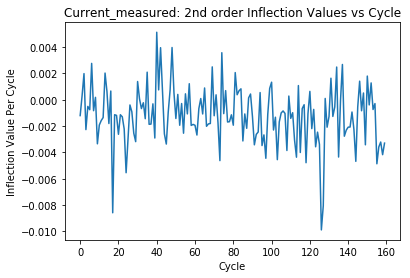 Current_measured: 2nd order Inflection Values vs Cycle
Inflection Value Per Cycle
0.004
0.002
0.000
−0.002
−0.004
−0.006
−0.008
−0.010
0 20 40 60 80 100 120 140 160
Cycle